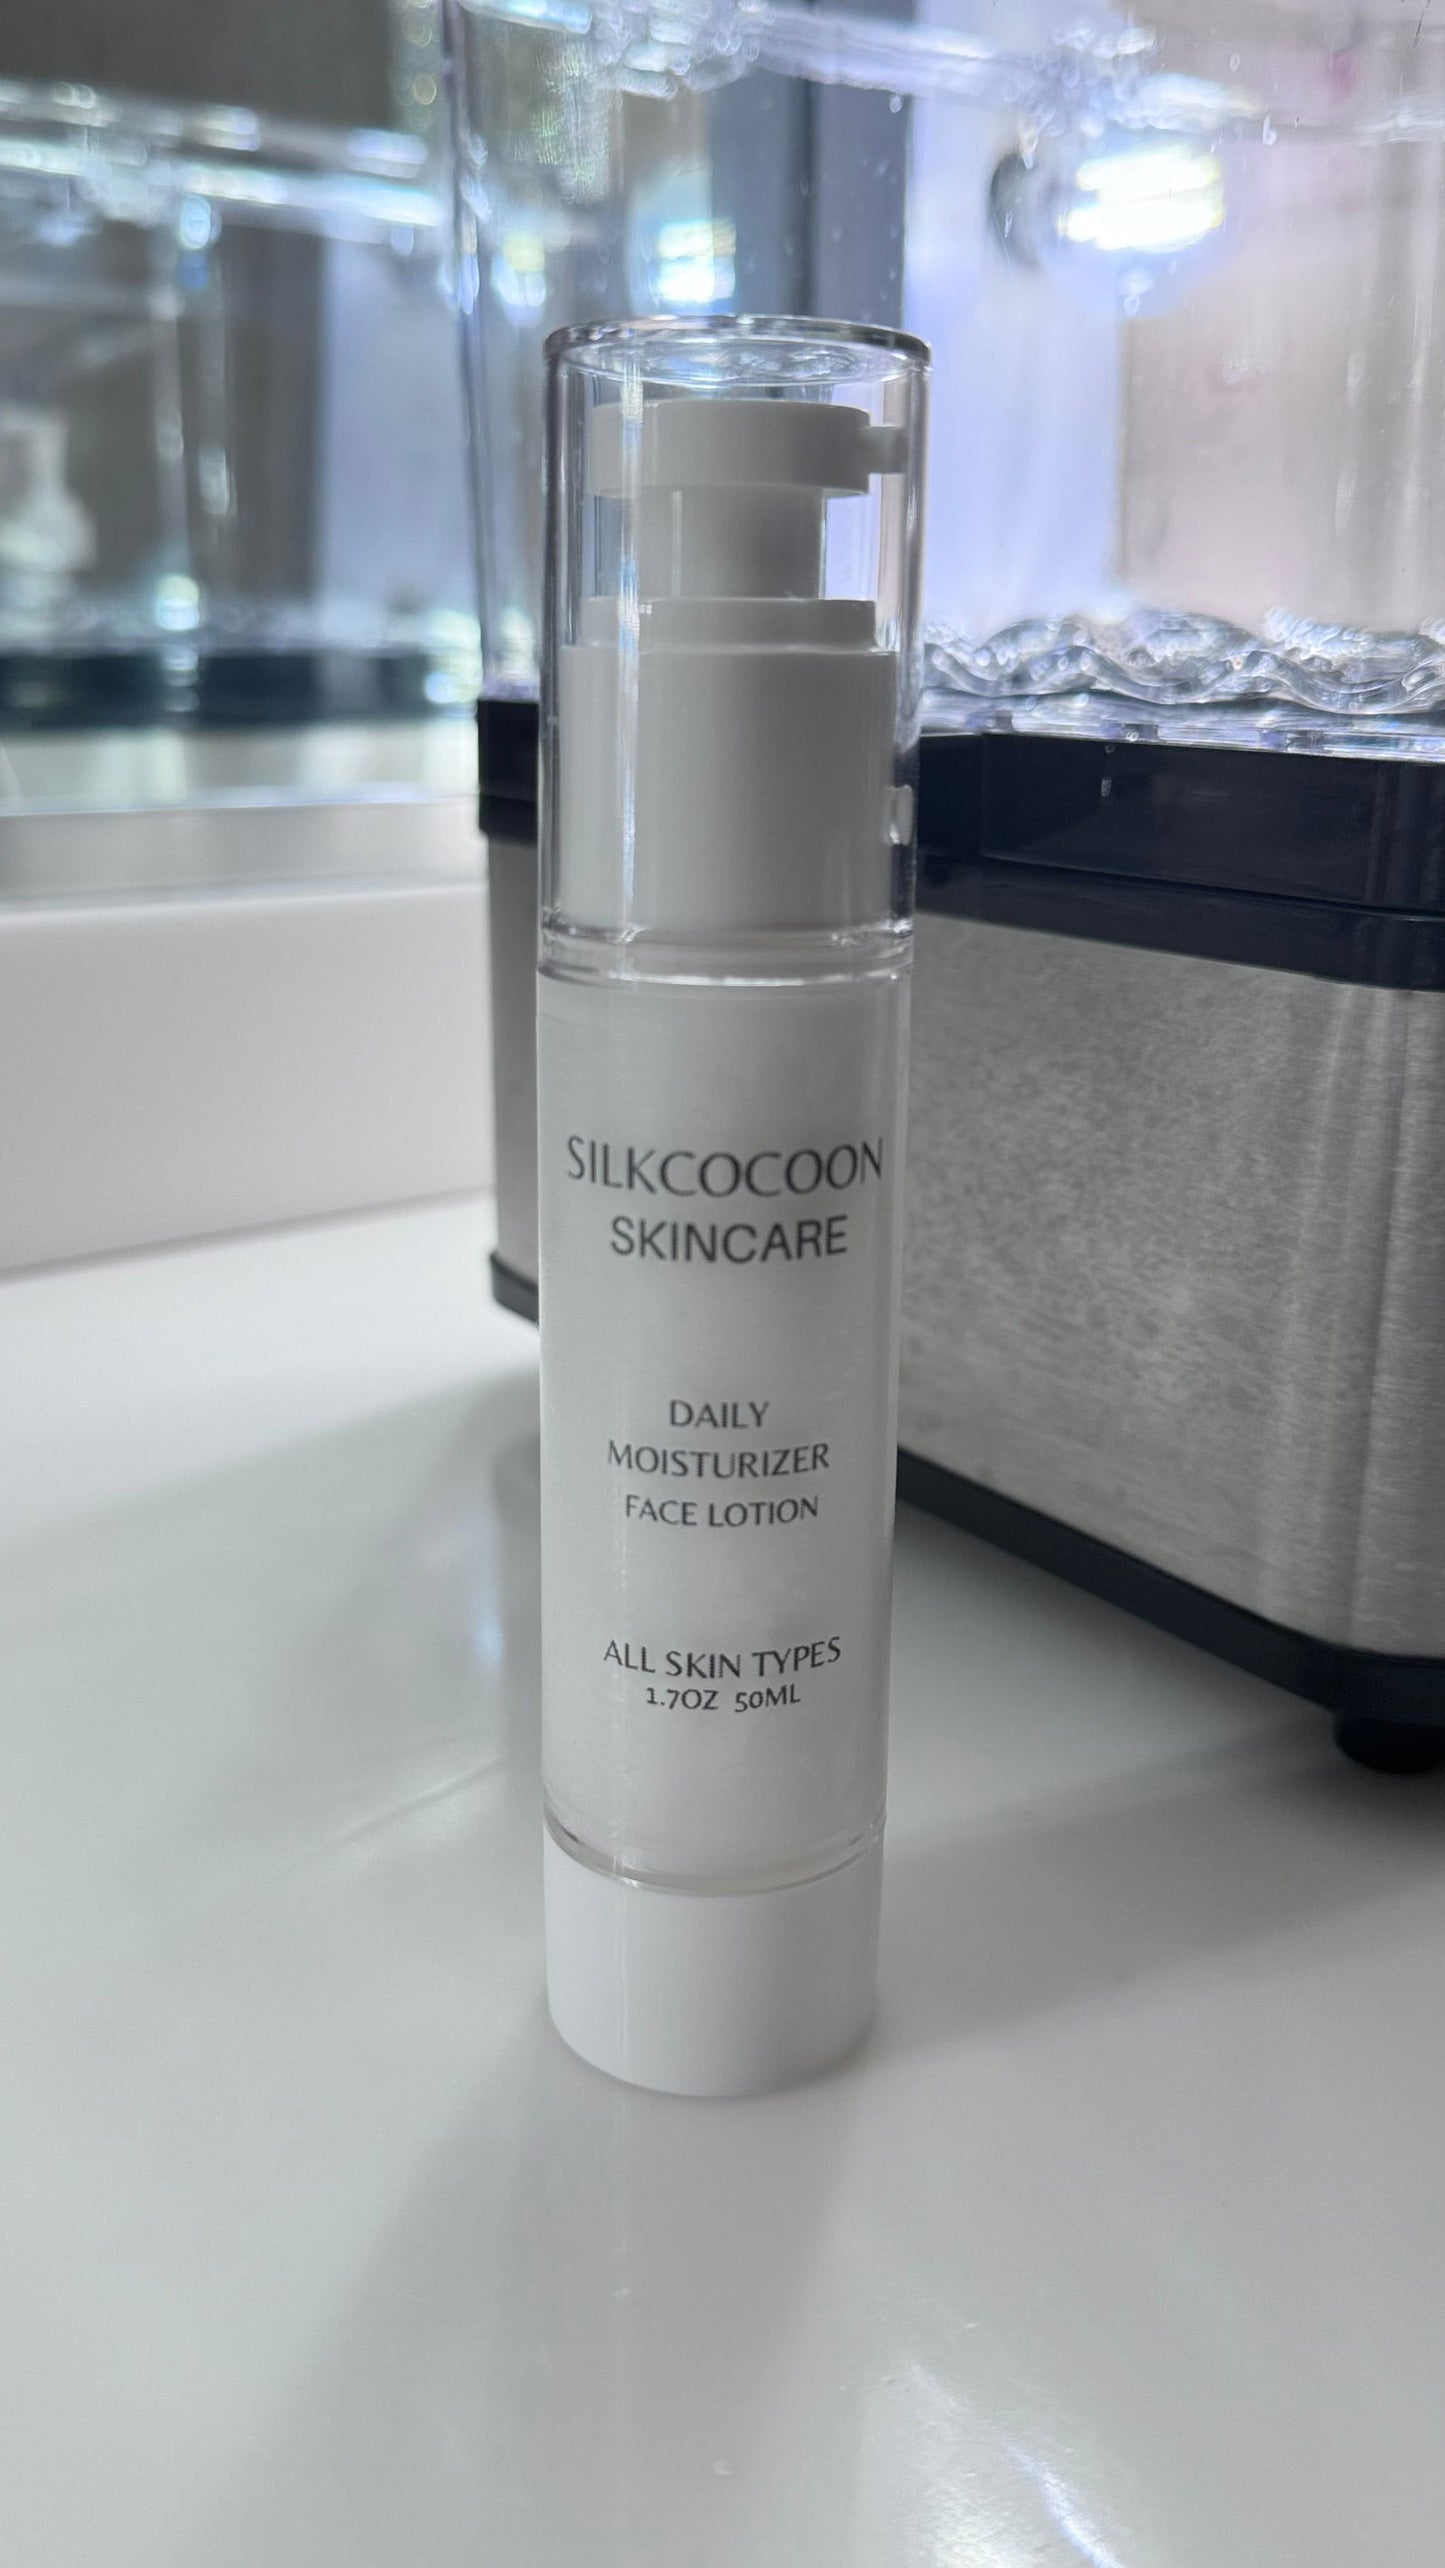 SILKCOCOON
SKINCARE
DAILY
MOISTURIZER
FACE LOTION
ALL SKIN TYPES
1.7OZ 50ML